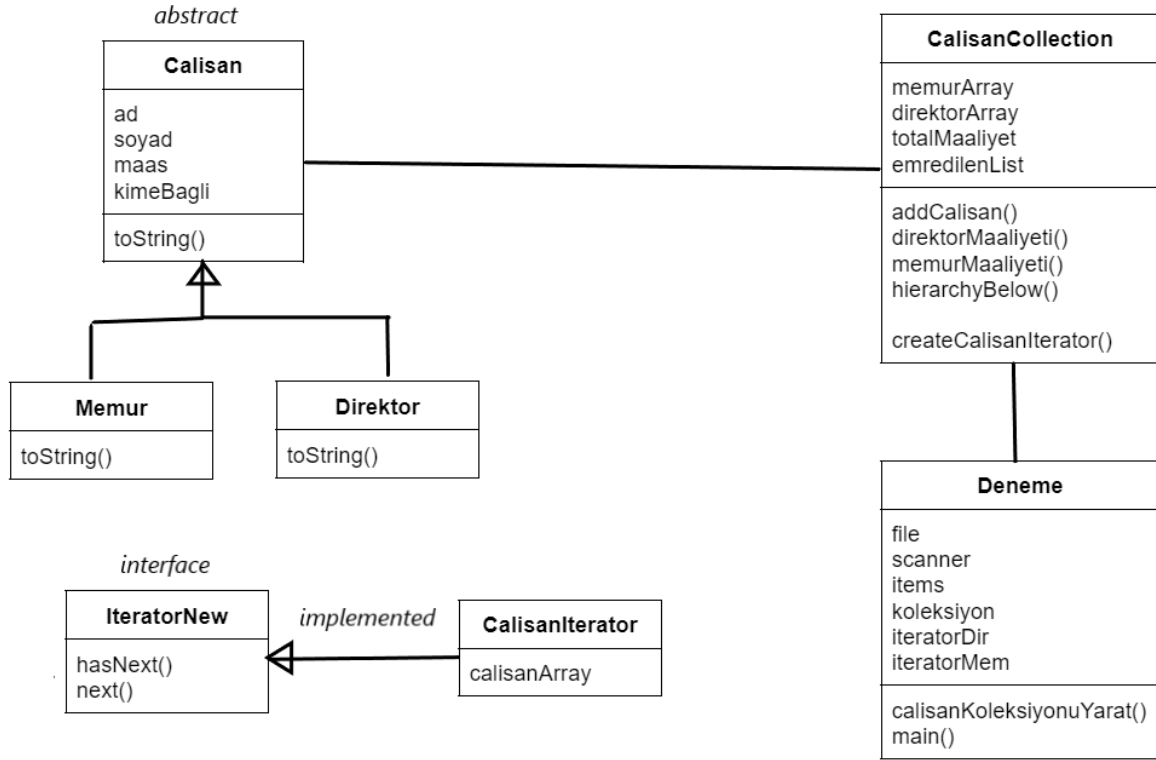 abstract
Calisan
ad
soyad
maas
kimeBagli
toString()
CalisanCollection
memurArray
direktorArray
totalMaaliyet
emredilenList
addCalisan()
direktorMaaliyeti()
memurMaaliyeti()
hierarchyBelow()
createCalisanIterator()
Memur
toString()
Direktor
toString()
Deneme
file
scanner
items
koleksiyon
iteratorDir
iteratorMem
calisanKoleksiyonuYarat()
main()
interface
IteratorNew
hasNext()
next()
implemented
CalisanIterator
calisanArray